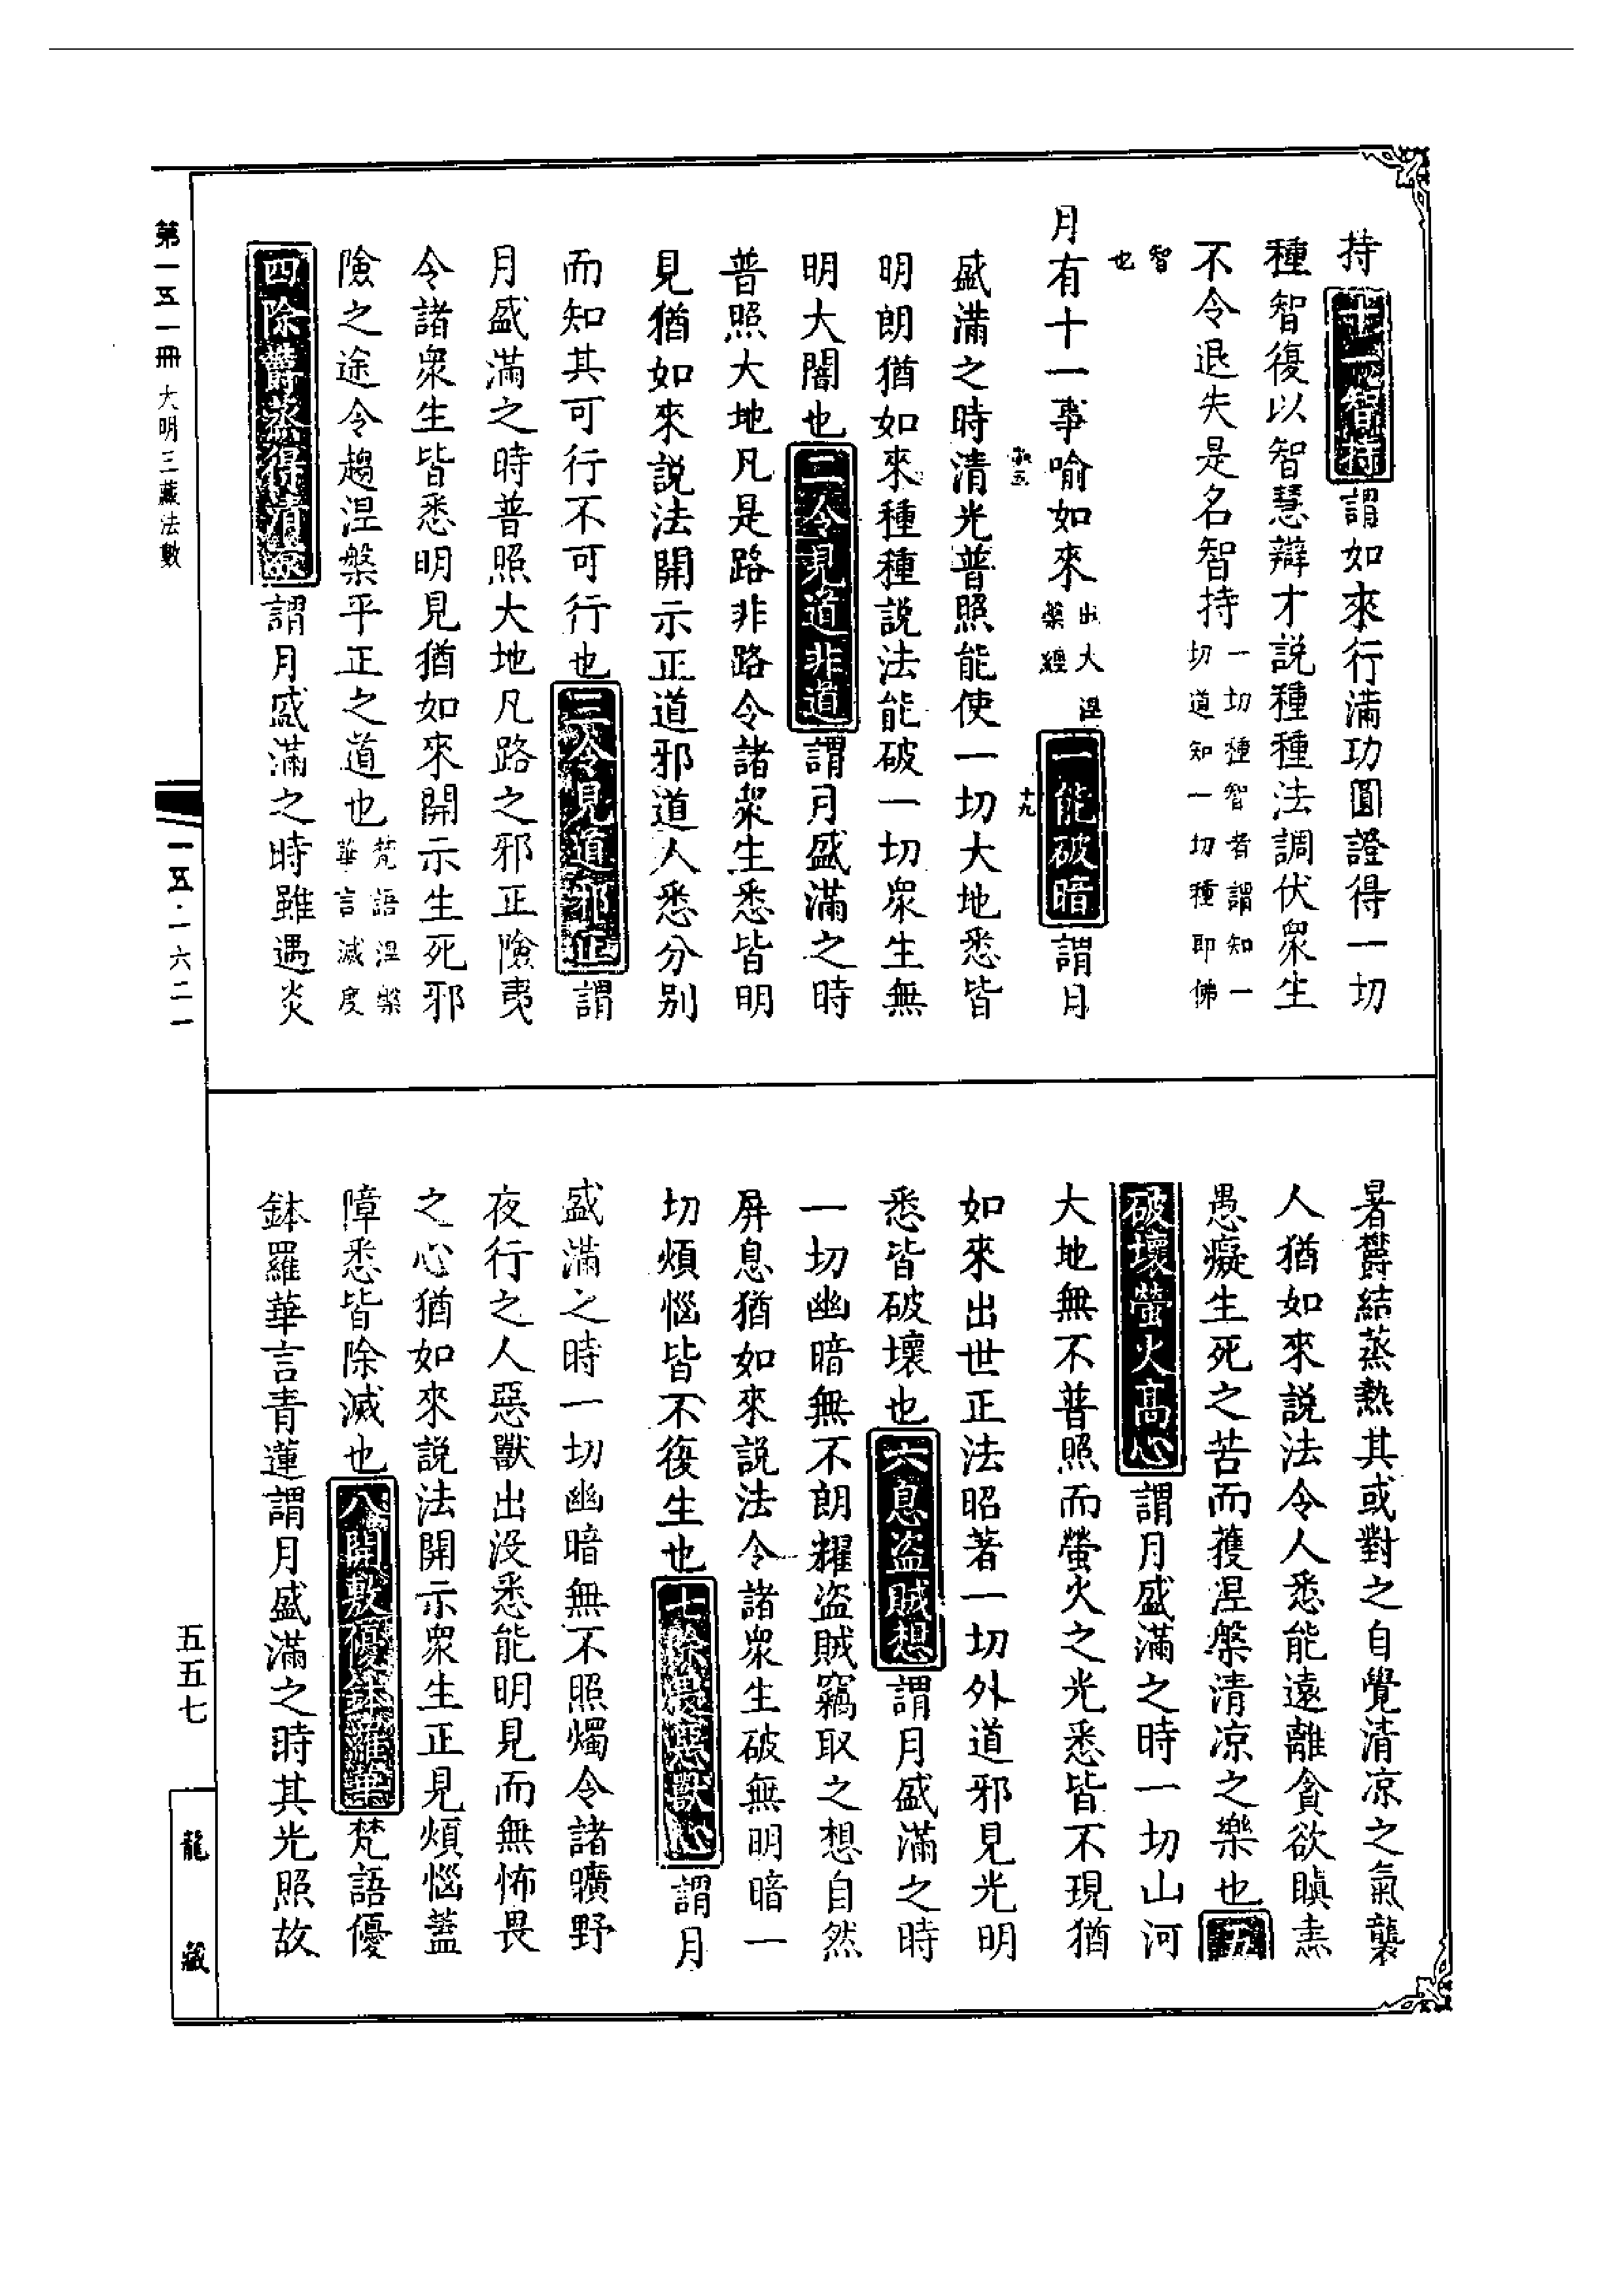 持十一智持謂如來行滿功圓證得一切
種智復以智慧辯才説種種法調伏衆生
不令退失是名智持一切種智者謂知一
切道知一切種即佛
智
也
月有十一事喻如來出大涅
槃經一能破暗謂月
盛滿之時清光普照能使一切大地悉皆
明朗猶如來種種説法能破一切衆生無
明大闇也二令見道非道謂月盛滿之時
普照大地凡是路非路令諸衆生悉皆明
見猶如來説法開示正道邪道人悉分别
而知其可行不可行也三令見道邪正謂
月盛滿之時普照大地凡路之邪正險夷
令諸衆生皆悉明見猶如來開示生死邪
險之途令趨涅槃平正之道也梵語涅槃
華言滅度
四除欝蒸得清涼謂月盛滿之時雖遇炎
暑欝結蒸熱其或對之自覺清凉之氣襲
人猶如來説法令人悉能遠離貪欲瞋恚
愚癡生死之苦而獲涅槃清凉之樂也五
破壞螢火高心謂月盛滿之時一切山河
大地無不普照而螢火之光悉皆不現猶
如來出世正法昭著一切外道邪見光明
悉皆破壞也六息盗賊想謂月盛滿之時
一切幽暗無不朗耀盗賊竊取之想自然
屏息猶如來説法令諸衆生破無明暗一
切煩惱皆不復生也七除畏惡獸心謂月
盛滿之時一切幽暗無不照燭令諸曠野
夜行之人惡獸出没悉能明見而無怖畏
之心猶如來説法開示衆生正見煩惱蓋
障悉皆除滅也八開敷優鉢羅華梵語優
鉢羅華言青蓮謂月盛滿之時其光照故
第一五一冊 大明三藏法數
一五·一六二一
五五七
龍藏